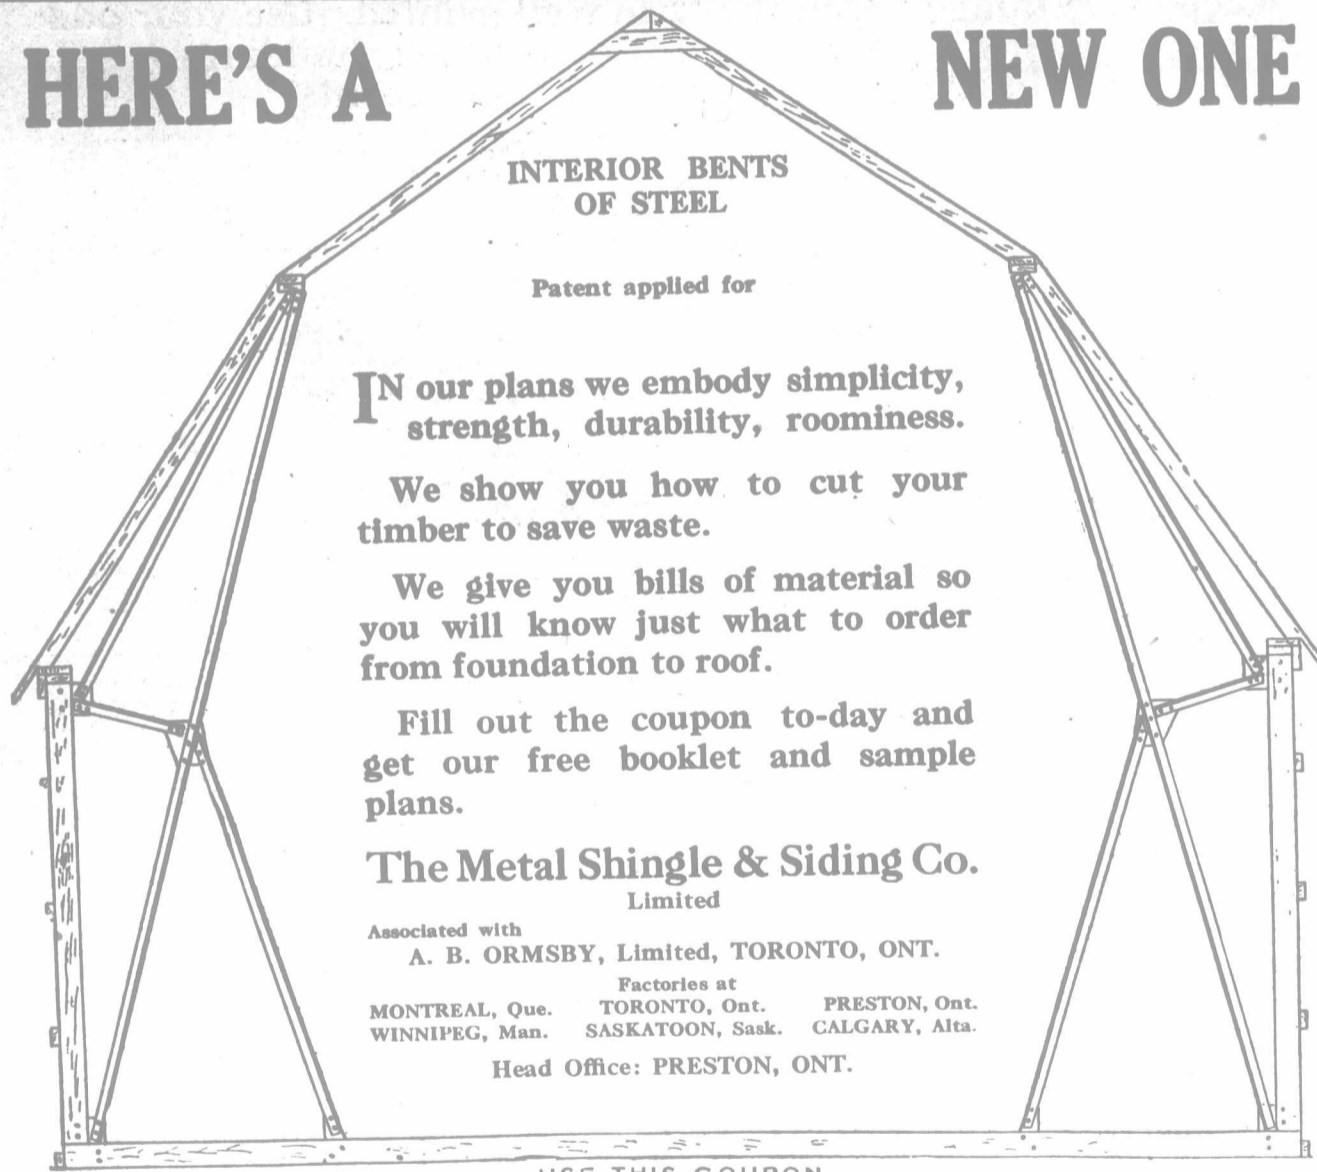 HERE'S A NEW ONE
INTERIOR BENTS
OF STEEL
Patent applied for
IN our plans we embody simplicity,
strength, durability, roominess.
We show you how to cut your
timber to save waste.
We give you bills of material so
you will know just what to order
from foundation to roof.
Fill out the coupon to-day and
get our free booklet and sample
plans.
The Metal Shingle & Siding Co.
Limited
Associated with
A. B. ORMSBY, Limited, TORONTO, ONT.
Factories at
MONTREAL, Que. TORONTO, Ont. PRESTON, Ont.
WINNIPEG, Man. SASKATOON, Sask. CALGARY, Alta.
Head Office: PRESTON, ONT.
USE THIS COUPON